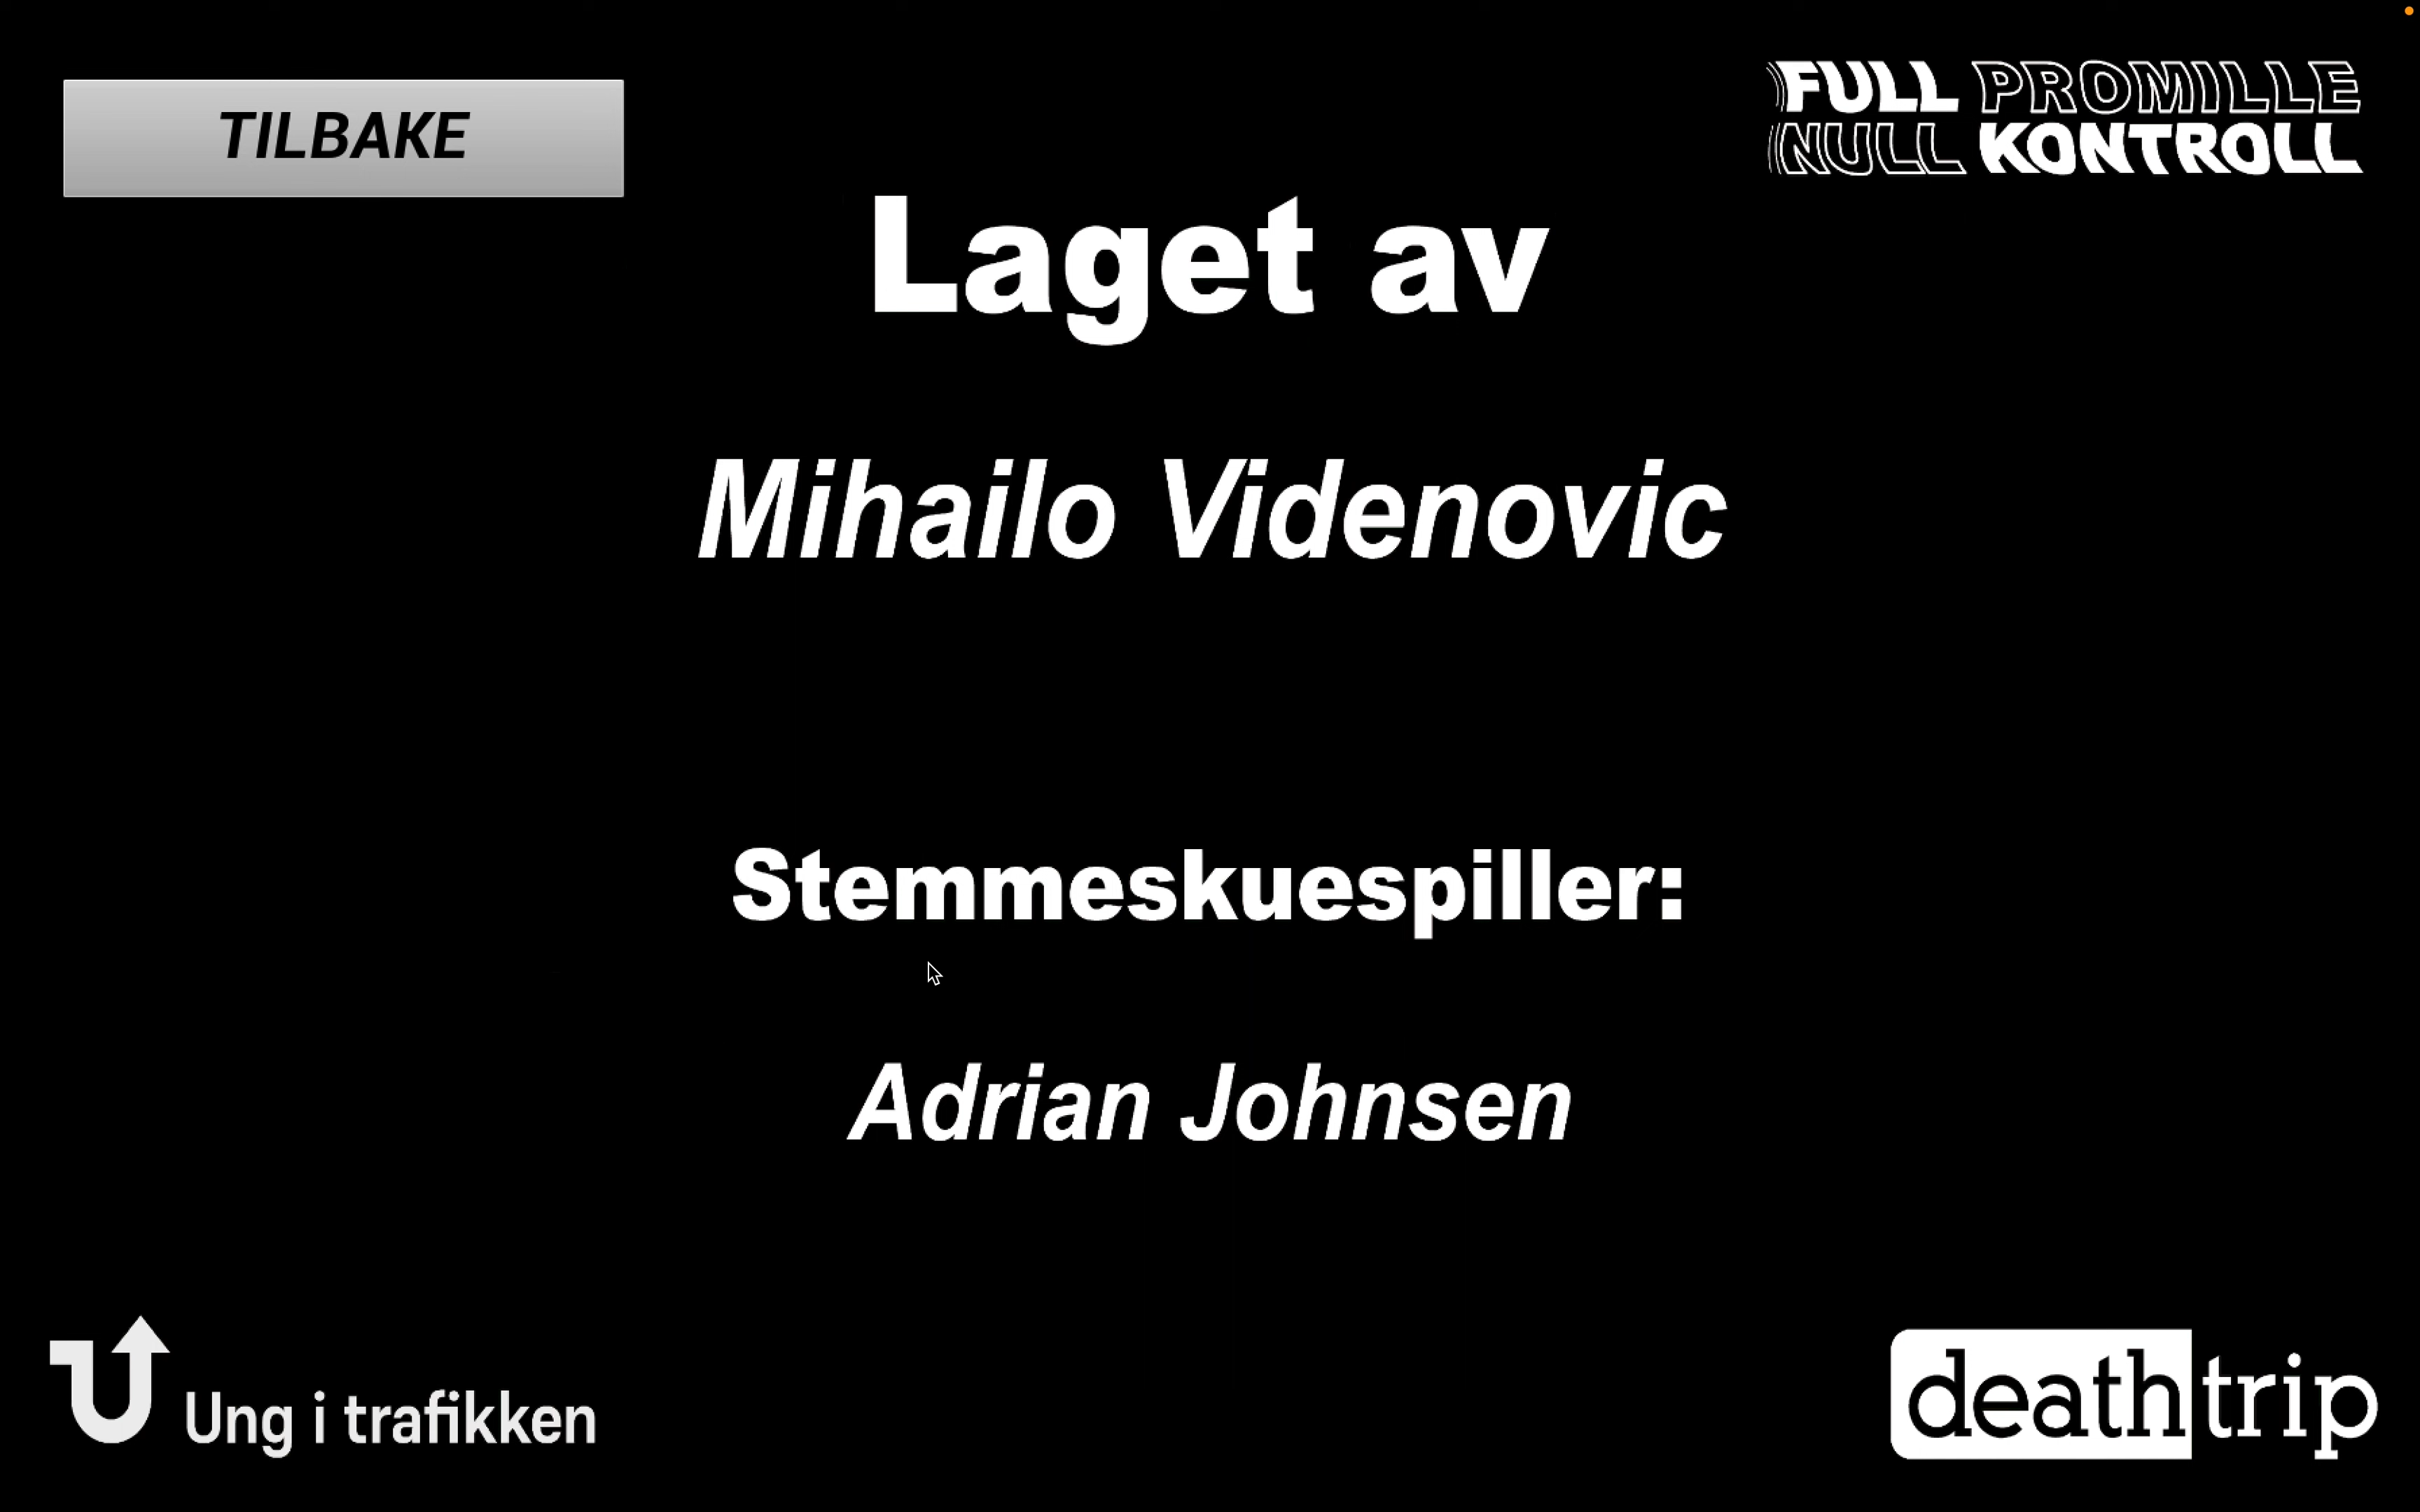 TILBAKE
FULL PROMILLE
NULL KONTROLL
Laget av
Mihailo Videnovic
Stemmeskuespiller:
Adrian Johnsen
Ung i trafikken
deathtrip